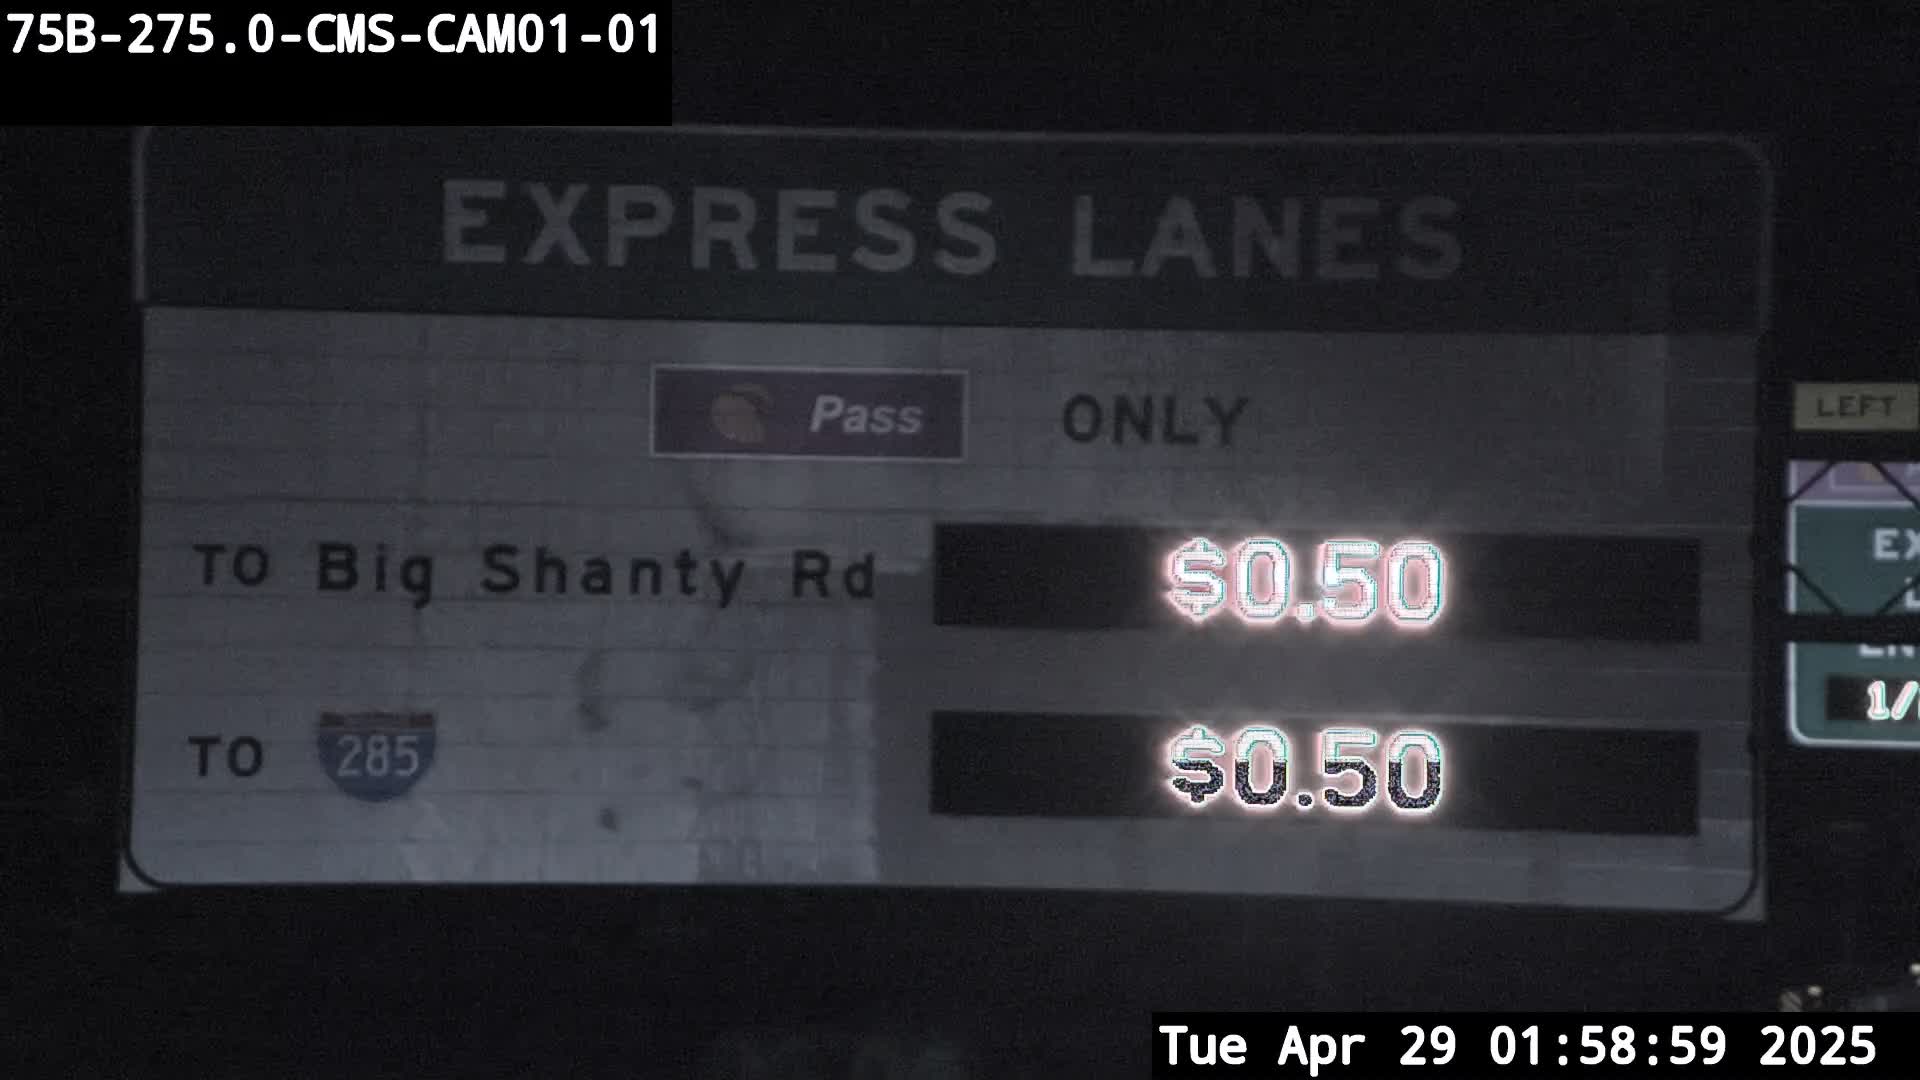 75B-275.0-CMS-CAM01-01
EXPRESS LANES
Pass ONLY
TO Big Shanty Rd $0.50
TO 285 $0.50
LEFT
Tue Apr 29 01:58:59 2025